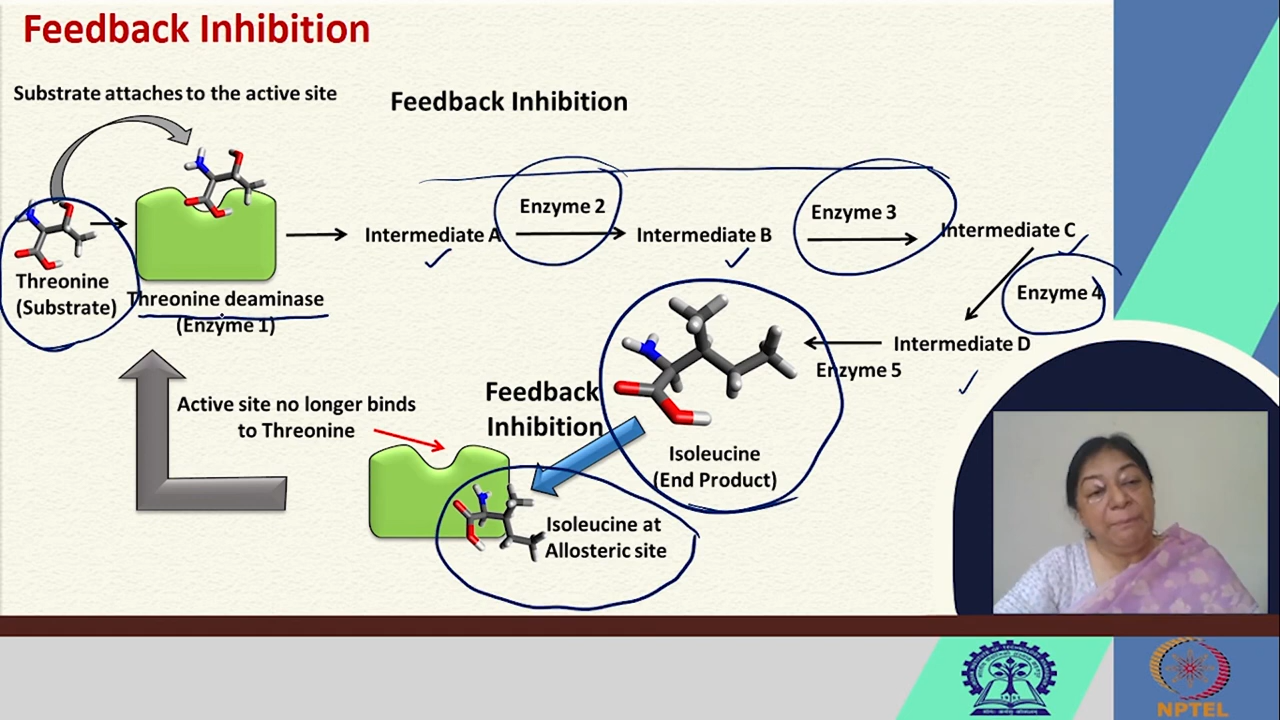 Feedback Inhibition
Substrate attaches to the active site
Feedback Inhibition
Enzyme 2
Enzyme 3
Intermediate A
Intermediate B
Intermediate C
Threonine
(Substrate)
Threonine deaminase
(Enzyme 1)
Enzyme 4
Intermediate D
Enzyme 5
Active site no longer binds
to Threonine
Feedback
Inhibition
Isoleucine
(End Product)
Isoleucine at
Allosteric site
NPTEL